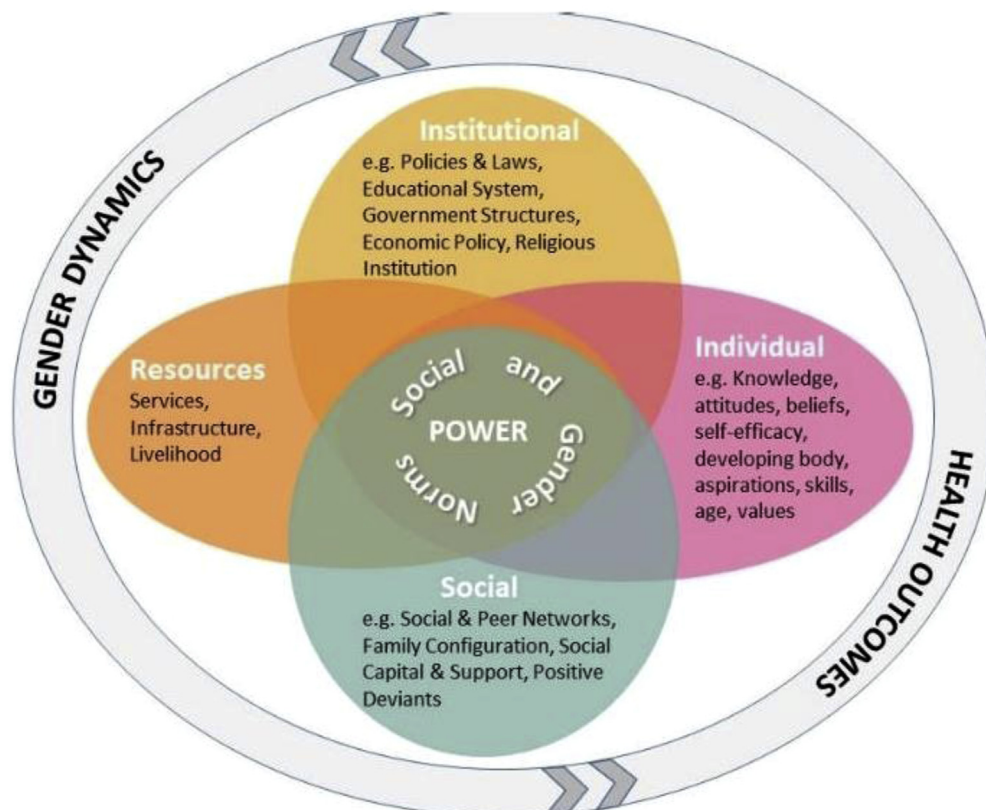 GENDER DYNAMICS
Institutional
e.g. Policies & Laws,
Educational System,
Government Structures,
Economic Policy, Religious
Institution
Resources
Services,
Infrastructure,
Livelihood
Social and Gender Norms
POWER
Individual
e.g. Knowledge,
attitudes, beliefs,
self-efficacy,
developing body,
aspirations, skills,
age, values
Social
e.g. Social & Peer Networks,
Family Configuration, Social
Capital & Support, Positive
Deviants
HEALTH OUTCOMES